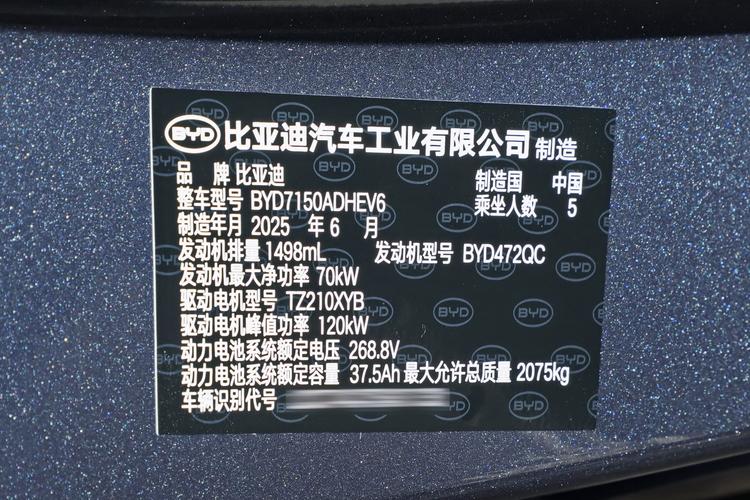 BYD 比亚迪汽车工业有限公司 制造
品 牌 比亚迪 制造国 中国
整车型号 BYD7150ADHEV6 乘坐人数 5
制造年月 2025 年 6 月
发动机排量 1498mL 发动机型号 BYD472QC
发动机最大净功率 70kW
驱动电机型号 TZ210XYB
驱动电机峰值功率 120kW
动力电池系统额定电压 268.8V
动力电池系统额定容量 37.5Ah 最大允许总质量 2075kg
车辆识别代号